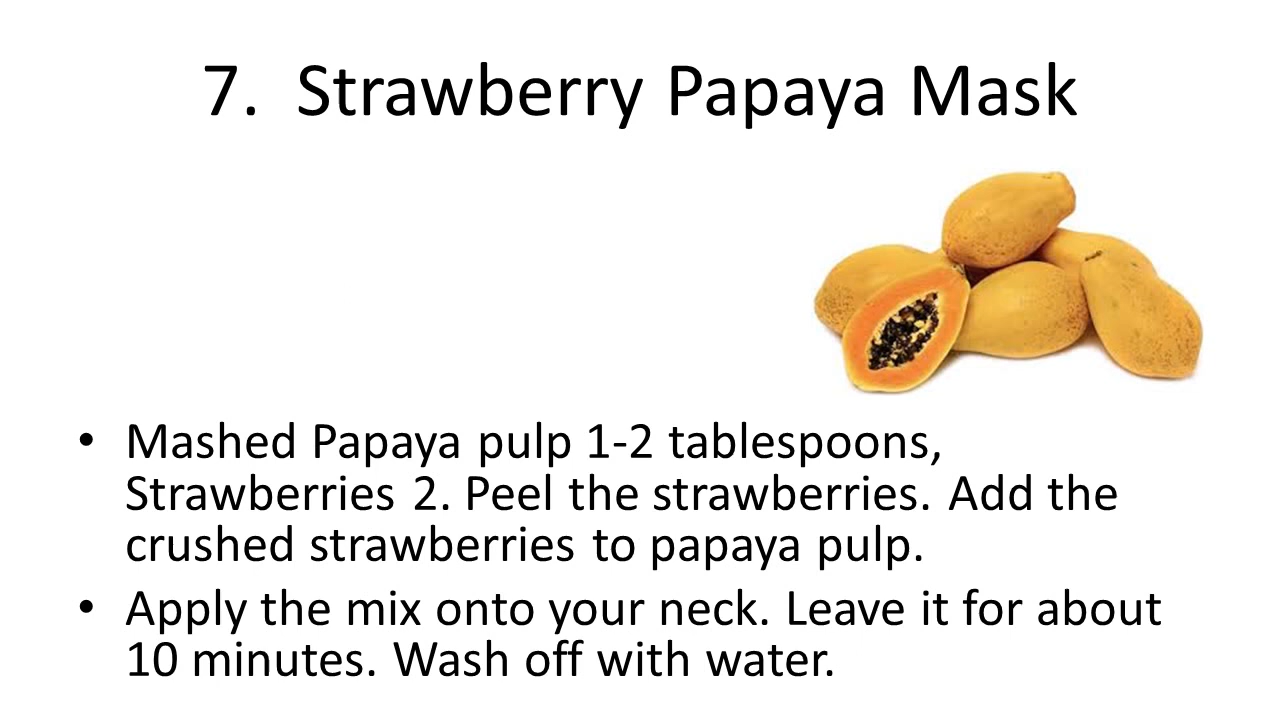 7.  Strawberry Papaya Mask
• Mashed Papaya pulp 1-2 tablespoons,
Strawberries 2. Peel the strawberries. Add the
crushed strawberries to papaya pulp.
• Apply the mix onto your neck. Leave it for about
10 minutes. Wash off with water.